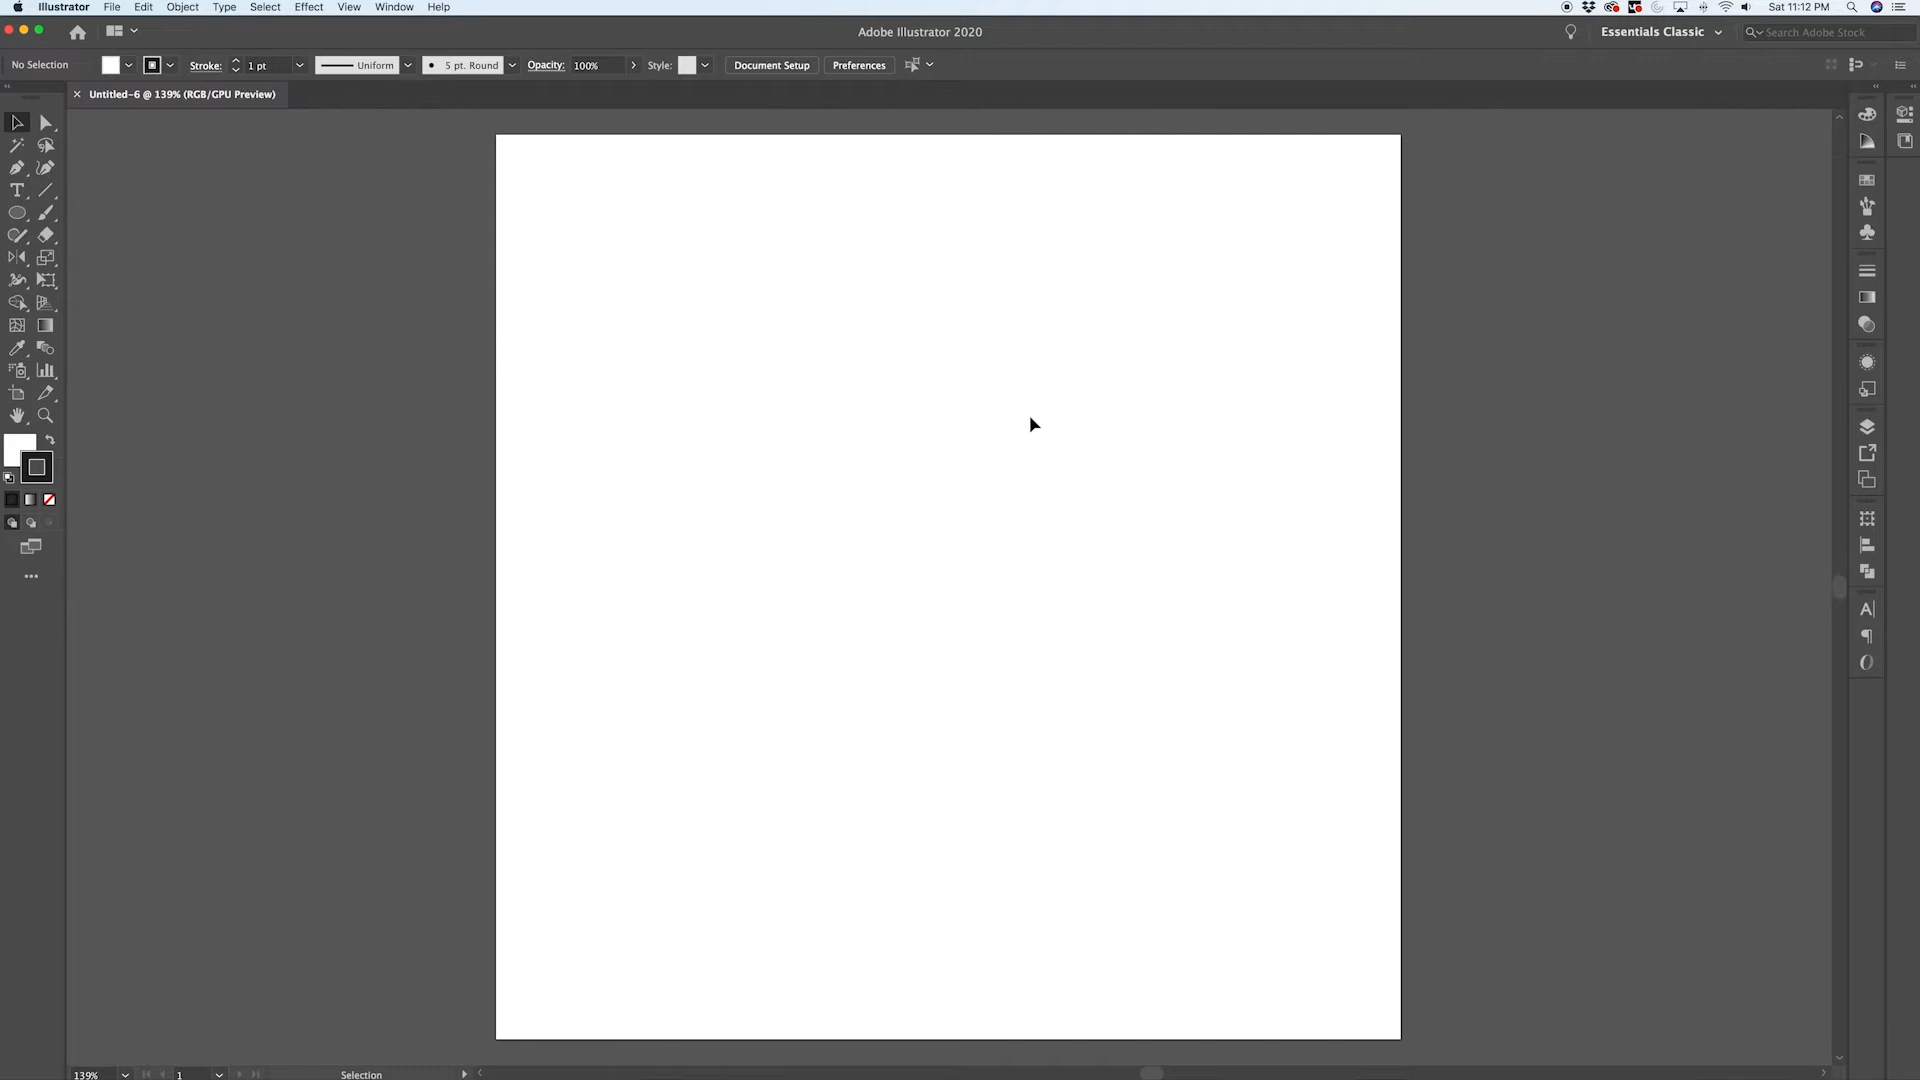 Illustrator File Edit Object Type Select Effect View Window Help Sat 11:12 PM
Adobe Illustrator 2020 Essentials Classic Search Adobe Stock
No Selection Stroke: 1 pt Uniform 5 pt. Round Opacity: 100% Style: Document Setup Preferences
Untitled-6 @ 139% (RGB/GPU Preview)
139% 1 Selection